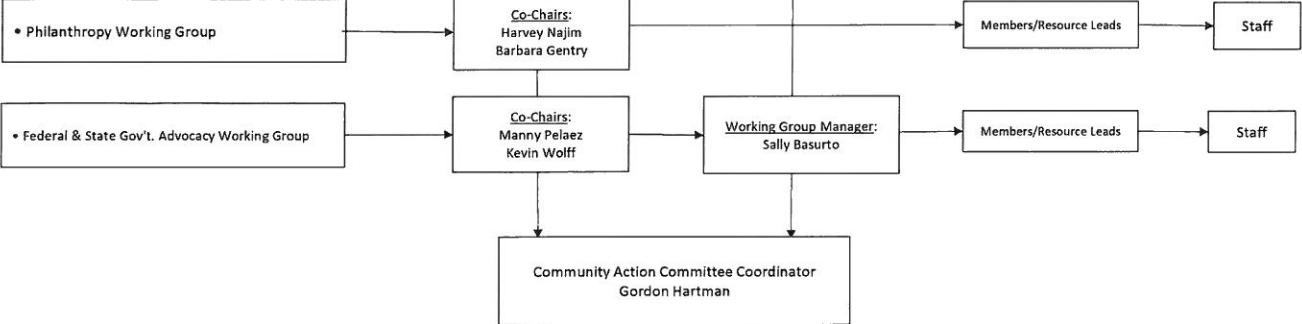 • Philanthropy Working Group
Co-Chairs:
Harvey Najim
Barbara Gentry
Members/Resource Leads
Staff
• Federal & State Gov't. Advocacy Working Group
Co-Chairs:
Manny Pelaez
Kevin Wolff
Working Group Manager:
Sally Basurto
Members/Resource Leads
Staff
Community Action Committee Coordinator
Gordon Hartman